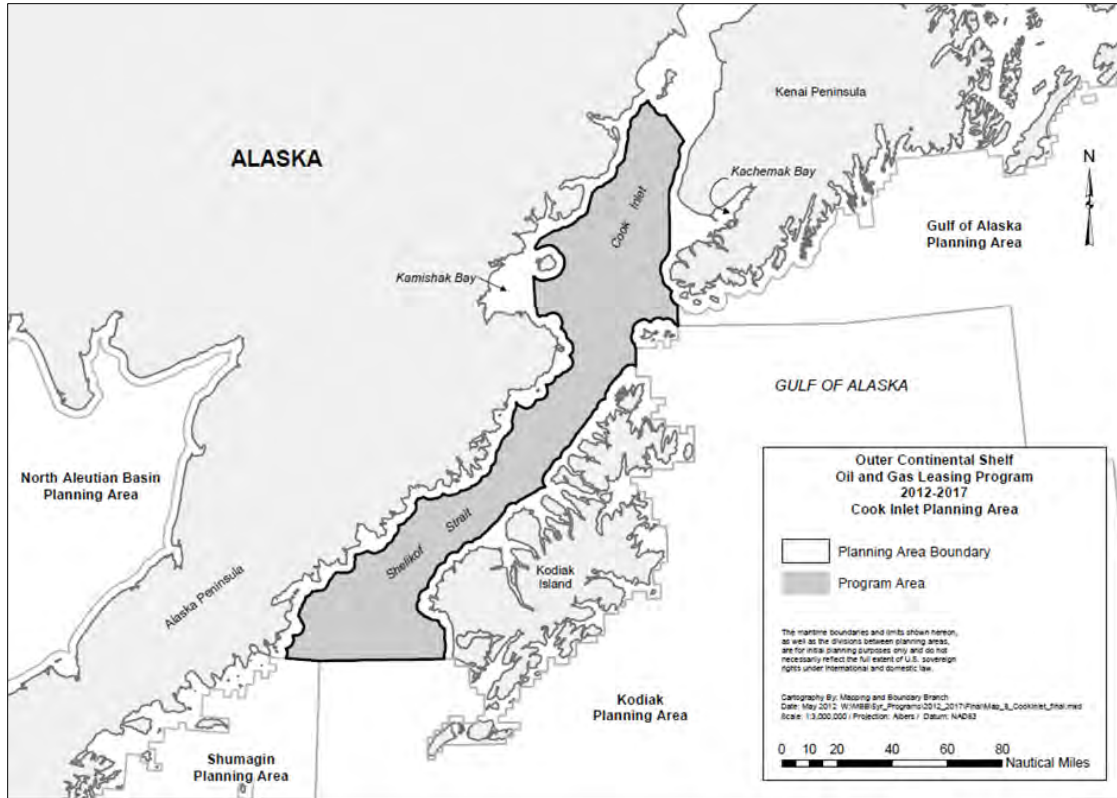 ALASKA
Kenai Peninsula
Kachemak Bay
N
Gulf of Alaska
Planning Area
Cook Inlet
Kamishak Bay
GULF OF ALASKA
North Aleutian Basin
Planning Area
Alaska Peninsula
Shelikof Strait
Kodiak
Island
Kodiak
Planning Area
Shumagin
Planning Area
Outer Continental Shelf
Oil and Gas Leasing Program
2012-2017
Cook Inlet Planning Area
Planning Area Boundary
Program Area
The maritime boundaries and limits shown hereon,
as well as the divisions between planning areas,
are for initial planning purposes only and do not
necessarily reflect the full extent of U.S. sovereign
rights under international and domestic law.
Cartography By: Mapping and Boundary Branch
Date: May 2012
Scale: 1:3,000,000 / Projection: Albers / Datum: NAD83
0 10 20 40 60 80
Nautical Miles